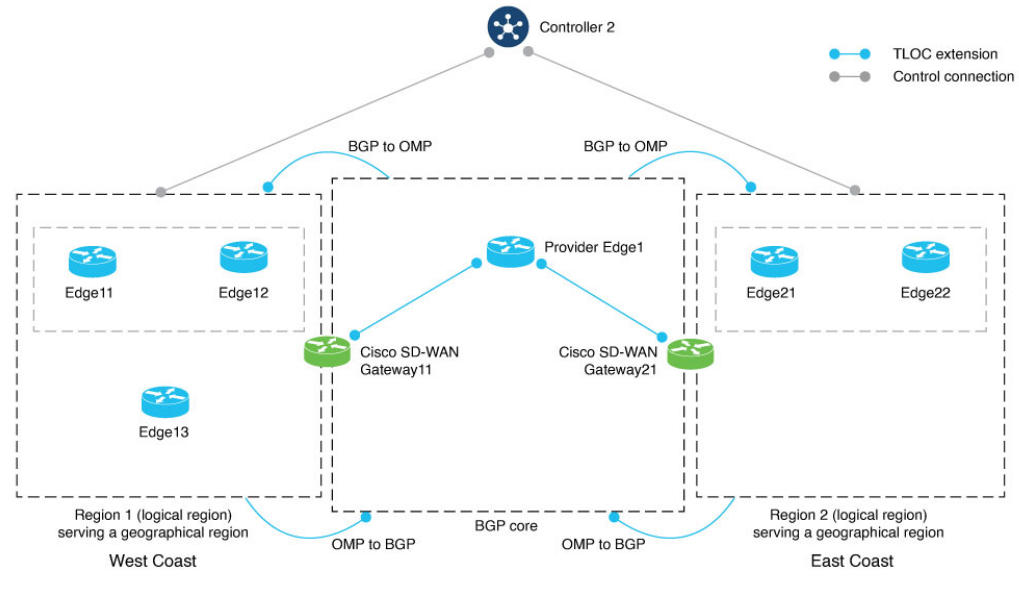 Controller 2
TLOC extension
Control connection
BGP to OMP
BGP to OMP
Provider Edge1
Edge11
Edge12
Edge21
Edge22
Cisco SD-WAN
Gateway11
Cisco SD-WAN
Gateway21
Edge13
Region 1 (logical region)
serving a geographical region
West Coast
OMP to BGP
BGP core
OMP to BGP
Region 2 (logical region)
serving a geographical region
East Coast